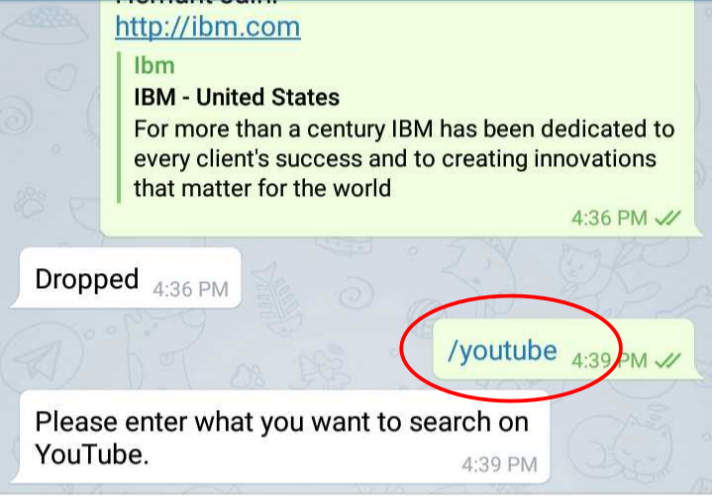 http://ibm.com
Ibm
IBM - United States
For more than a century IBM has been dedicated to
every client's success and to creating innovations
that matter for the world
4:36 PM
Dropped 4:36 PM
/youtube 4:39 PM
Please enter what you want to search on
YouTube. 4:39 PM